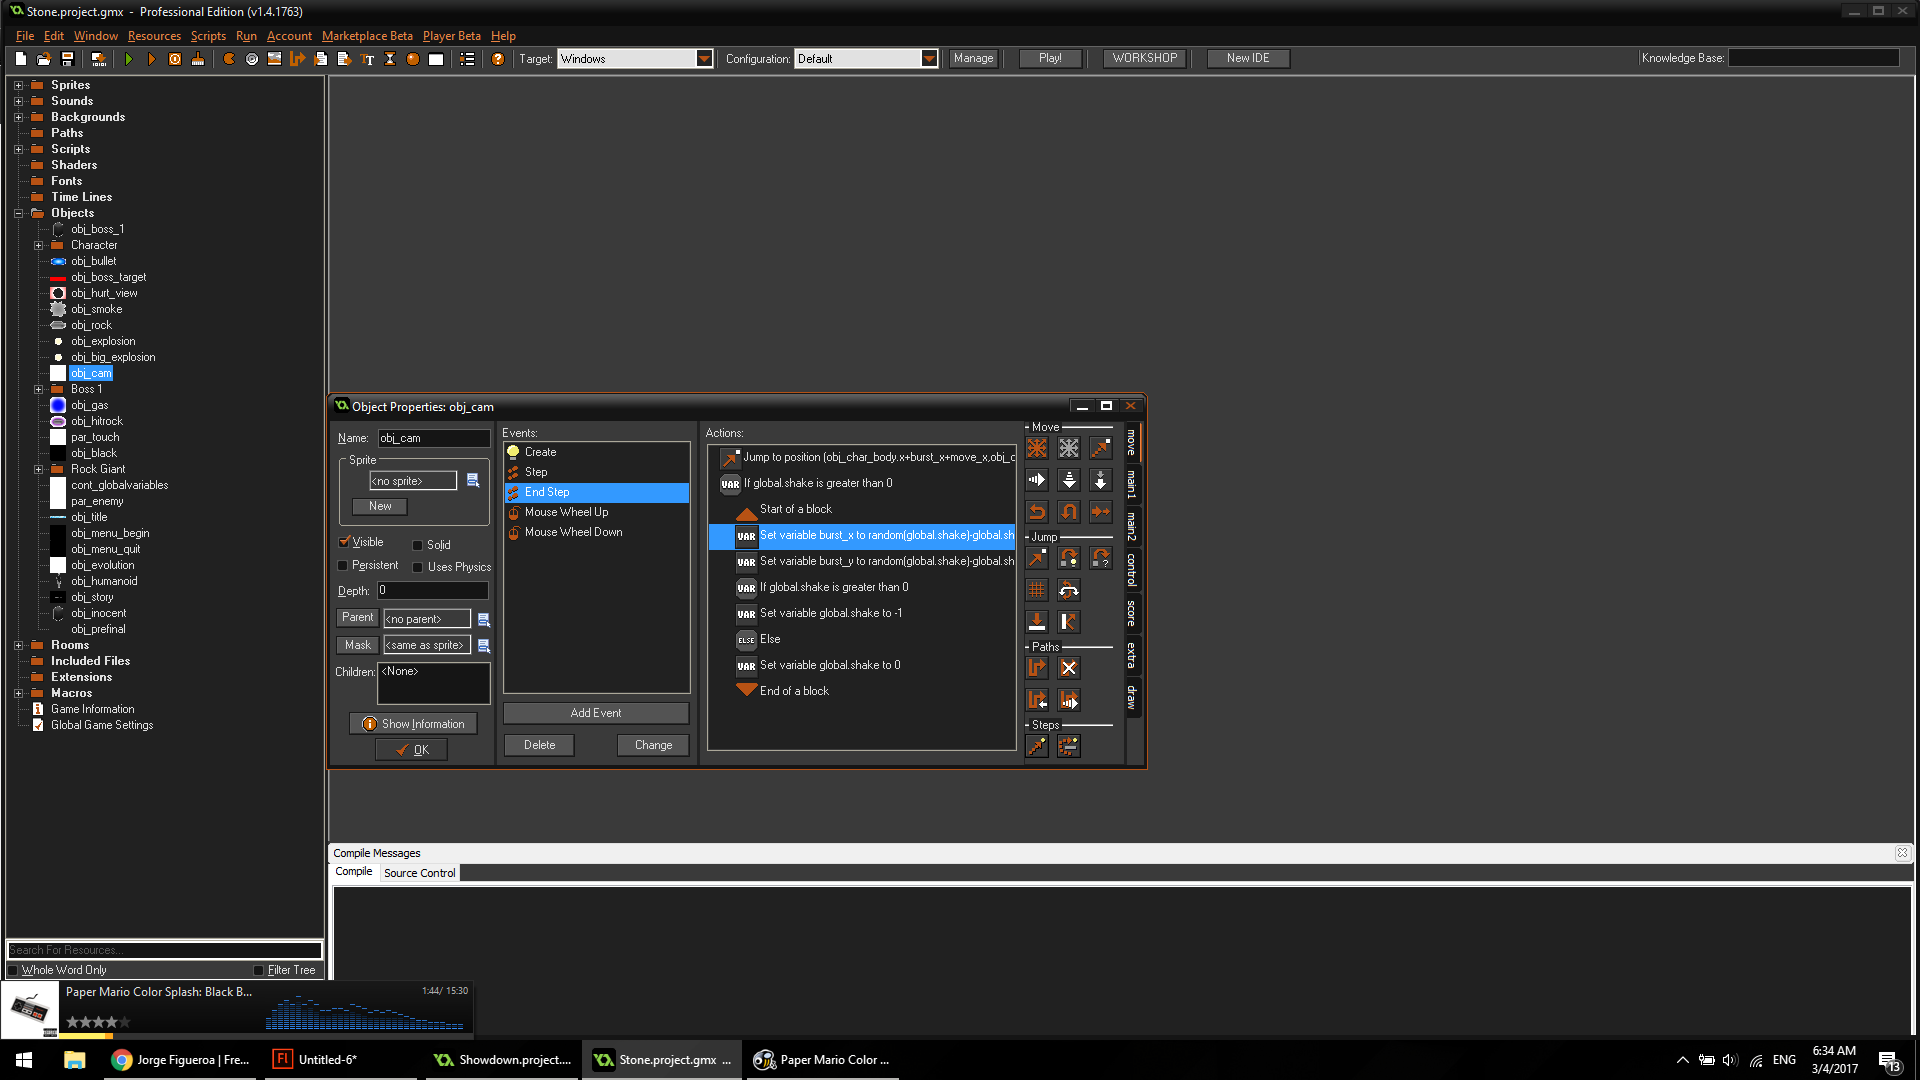 Stone.project.gmx - Professional Edition (v1.4.1763)
File Edit Window Resources Scripts Run Account Marketplace Beta Player Beta Help
Target: Windows Configuration: Default Manage Play! WORKSHOP New IDE Knowledge Base:
Sprites
Sounds
Backgrounds
Paths
Scripts
Shaders
Fonts
Time Lines
Objects
obj_boss_1
Character
obj_bullet
obj_boss_target
obj_hurt_view
obj_smoke
obj_rock
obj_explosion
obj_big_explosion
obj_cam
Boss 1
obj_gas
obj_hitrock
par_touch
obj_black
Rock Giant
cont_globalvariables
par_enemy
obj_title
obj_menu_begin
obj_menu_quit
obj_evolution
obj_humanoid
obj_story
obj_inocent
obj_prefinal
Rooms
Included Files
Extensions
Macros
Game Information
Global Game Settings
Search For Resources...
Whole Word Only Filter Tree
Object Properties: obj_cam
Name: obj_cam
Sprite
<no sprite>
New
Visible Solid
Persistent Uses Physics
Depth: 0
Parent <no parent>
Mask <same as sprite>
Children: <None>
Show Information
OK
Events:
Create
Step
End Step
Mouse Wheel Up
Mouse Wheel Down
Add Event
Delete Change
Actions:
Jump to position (obj_char_body.x+burst_x+move_x,obj_c
VAR If global.shake is greater than 0
Start of a block
VAR Set variable burst_x to random(global.shake)-global.sh
VAR Set variable burst_y to random(global.shake)-global.sh
VAR If global.shake is greater than 0
VAR Set variable global.shake to -1
ELSE Else
VAR Set variable global.shake to 0
End of a block
Move
Jump
Paths
Steps
move
main1
main2
control
score
extra
draw
Compile Messages
Compile Source Control
Paper Mario Color Splash: Black B... 1:44/ 15:30
Jorge Figueroa | Fre... Fl Untitled-6* Showdown.project.... Stone.project.gmx ... Paper Mario Color ...
ENG 6:34 AM
3/4/2017
13